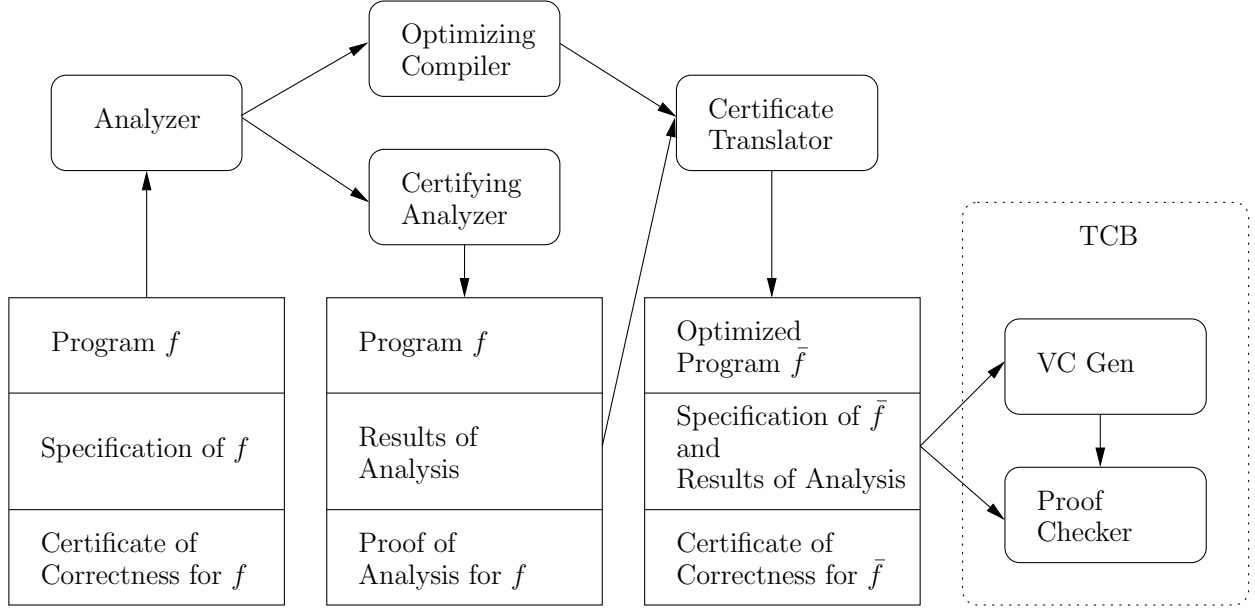 Optimizing
Compiler
Analyzer
Certificate
Translator
Certifying
Analyzer
TCB
Program f
Specification of f
Certificate of
Correctness for f
Program f
Results of
Analysis
Proof of
Analysis for f
Optimized
Program f̄
Specification of f̄
and
Results of Analysis
Certificate of
Correctness for f̄
VC Gen
Proof
Checker